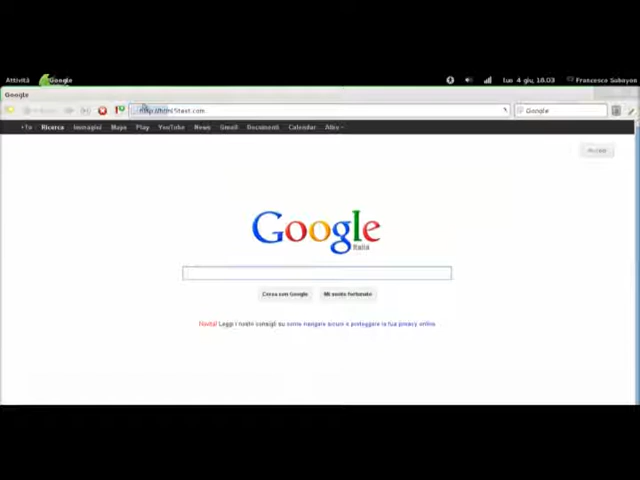 Attività Google lun 4 giu, 18.03 Francesco Sabayon
Google
http://html5test.com Google
+Tu Ricerca Immagini Maps Play YouTube News Gmail Documenti Calendar Altro
Accedi
Google
Italia
Cerca con Google Mi sento fortunato
Novità! Leggi i nostri consigli su come navigare sicuro e proteggere la tua privacy online.